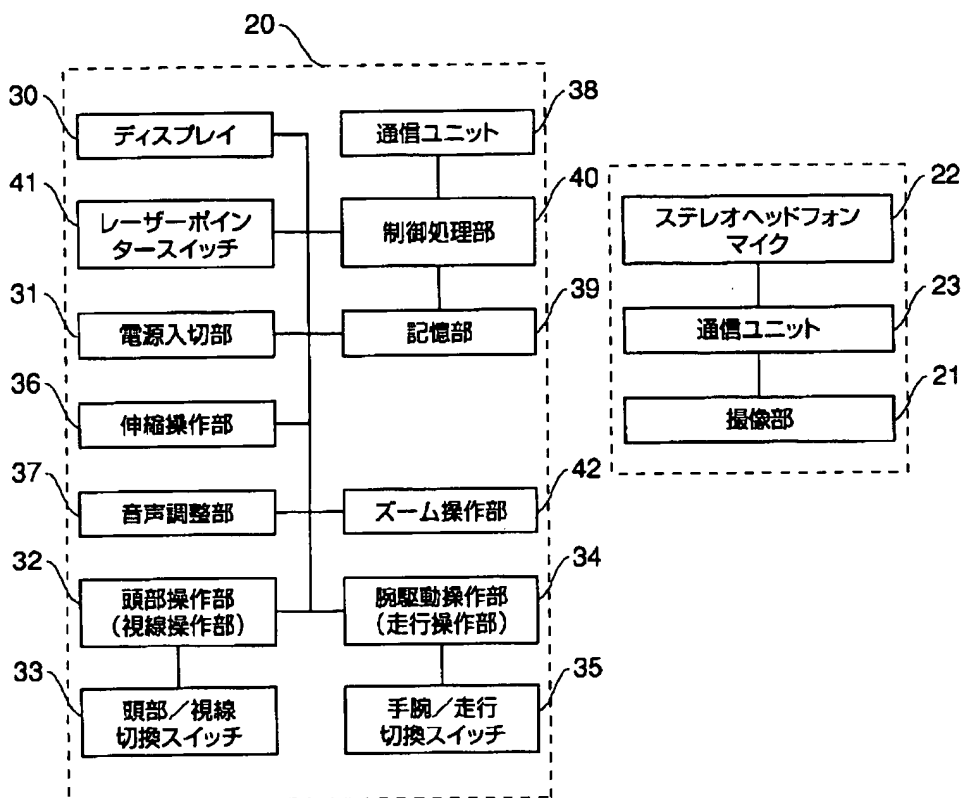 20
30
ディスプレイ
38
通信ユニット
41
レーザーポイン
タースイッチ
40
制御処理部
31
電源入切部
39
記憶部
36
伸縮操作部
37
音声調整部
42
ズーム操作部
32
頭部操作部
(視線操作部)
34
腕駆動操作部
(走行操作部)
33
頭部/視線
切換スイッチ
35
手腕/走行
切換スイッチ
22
ステレオヘッドフォン
マイク
23
通信ユニット
21
撮像部